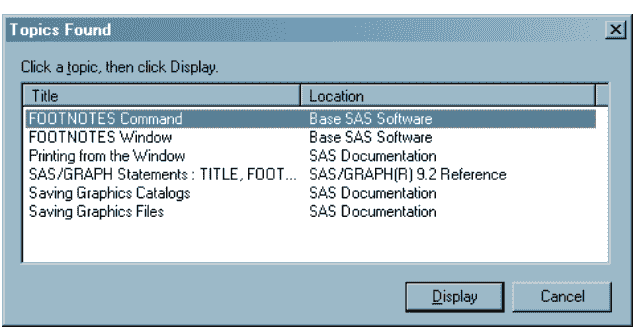 Topics Found
Click a topic, then click Display.
Title Location
FOOTNOTES Command Base SAS Software
FOOTNOTES Window Base SAS Software
Printing from the Window SAS Documentation
SAS/GRAPH Statements : TITLE, FOOT... SAS/GRAPH(R) 9.2 Reference
Saving Graphics Catalogs SAS Documentation
Saving Graphics Files SAS Documentation
Display Cancel